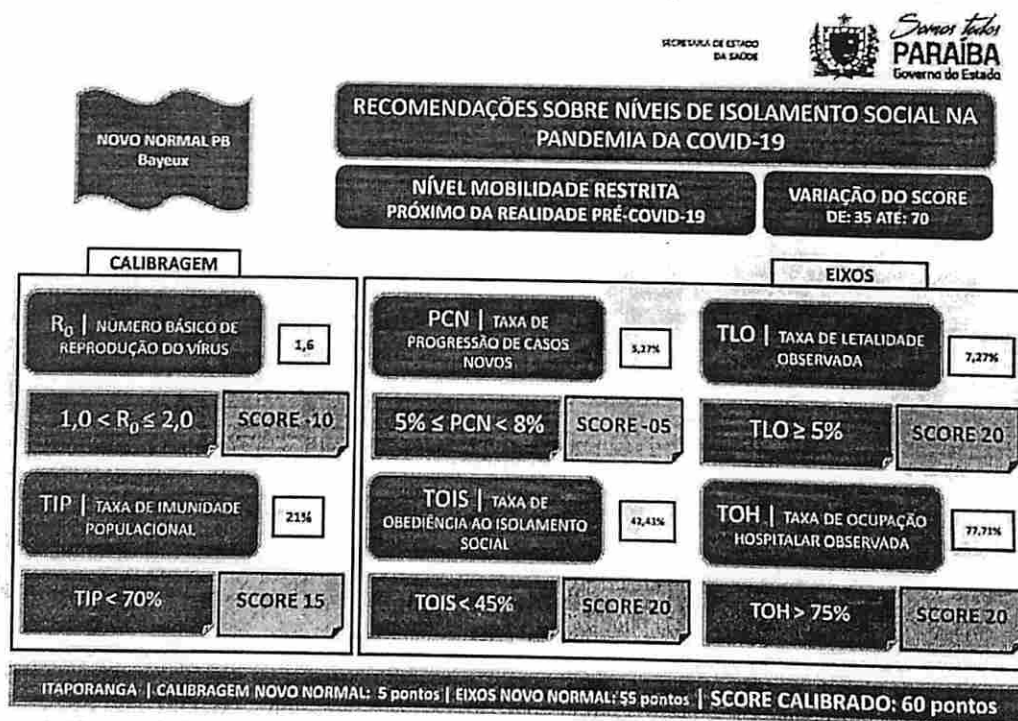 SECRETARIA DE ESTADO
DA SAÚDE
Somos todos
PARAÍBA
Governo do Estado
NOVO NORMAL PB
Bayeux
RECOMENDAÇÕES SOBRE NÍVEIS DE ISOLAMENTO SOCIAL NA
PANDEMIA DA COVID-19
NÍVEL MOBILIDADE RESTRITA
PRÓXIMO DA REALIDADE PRÉ-COVID-19
VARIAÇÃO DO SCORE
DE: 35 ATÉ: 70
CALIBRAGEM
R₀ | NÚMERO BÁSICO DE
REPRODUÇÃO DO VÍRUS
1,6
1,0 < R₀ ≤ 2,0
SCORE -10
TIP | TAXA DE IMUNIDADE
POPULACIONAL
21%
TIP < 70%
SCORE 15
EIXOS
PCN | TAXA DE
PROGRESSÃO DE CASOS
NOVOS
5,27%
5% ≤ PCN < 8%
SCORE -05
TLO | TAXA DE LETALIDADE
OBSERVADA
7,27%
TLO ≥ 5%
SCORE 20
TOIS | TAXA DE
OBEDIÊNCIA AO ISOLAMENTO
SOCIAL
42,41%
TOIS < 45%
SCORE 20
TOH | TAXA DE OCUPAÇÃO
HOSPITALAR OBSERVADA
77,71%
TOH > 75%
SCORE 20
ITAPORANGA | CALIBRAGEM NOVO NORMAL: 5 pontos | EIXOS NOVO NORMAL: 55 pontos | SCORE CALIBRADO: 60 pontos